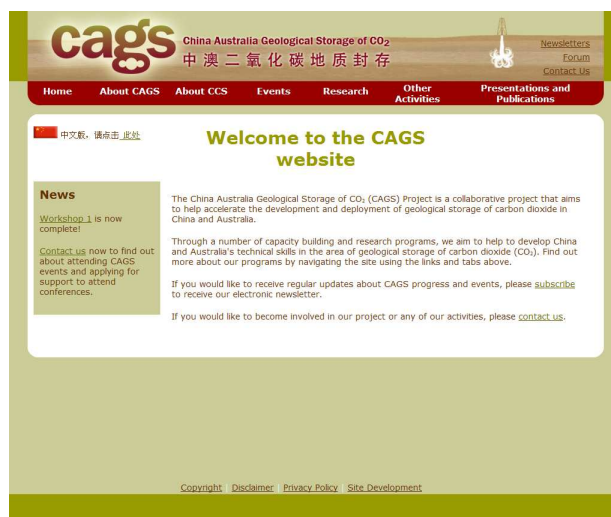 cags
China Australia Geological Storage of CO₂
中 澳 二 氧 化 碳 地 质 封 存
Newsletters
Forum
Contact Us
Home About CAGS About CCS Events Research Other Activities Presentations and Publications
中文版，请点击 此处
Welcome to the CAGS
website
News
Workshop 1 is now
complete!
Contact us now to find out
about attending CAGS
events and applying for
support to attend
conferences.
The China Australia Geological Storage of CO₂ (CAGS) Project is a collaborative project that aims
to help accelerate the development and deployment of geological storage of carbon dioxide in
China and Australia.
Through a number of capacity building and research programs, we aim to help to develop China
and Australia's technical skills in the area of geological storage of carbon dioxide (CO₂). Find out
more about our programs by navigating the site using the links and tabs above.
If you would like to receive regular updates about CAGS progress and events, please subscribe
to receive our electronic newsletter.
If you would like to become involved in our project or any of our activities, please contact us.
Copyright | Disclaimer | Privacy Policy | Site Development